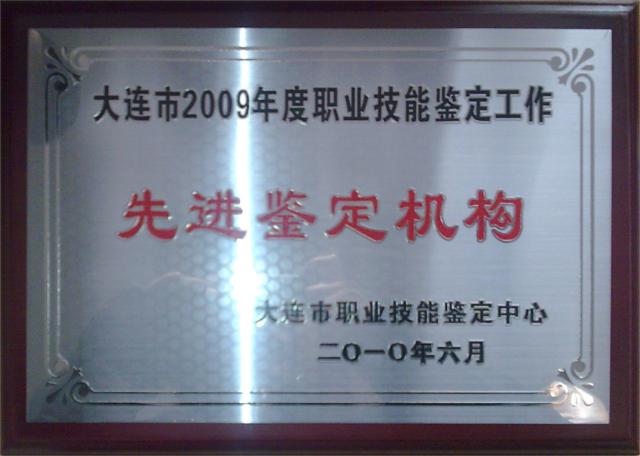 大连市2009年度职业技能鉴定工作
先进鉴定机构
大连市职业技能鉴定中心
二〇一〇年六月